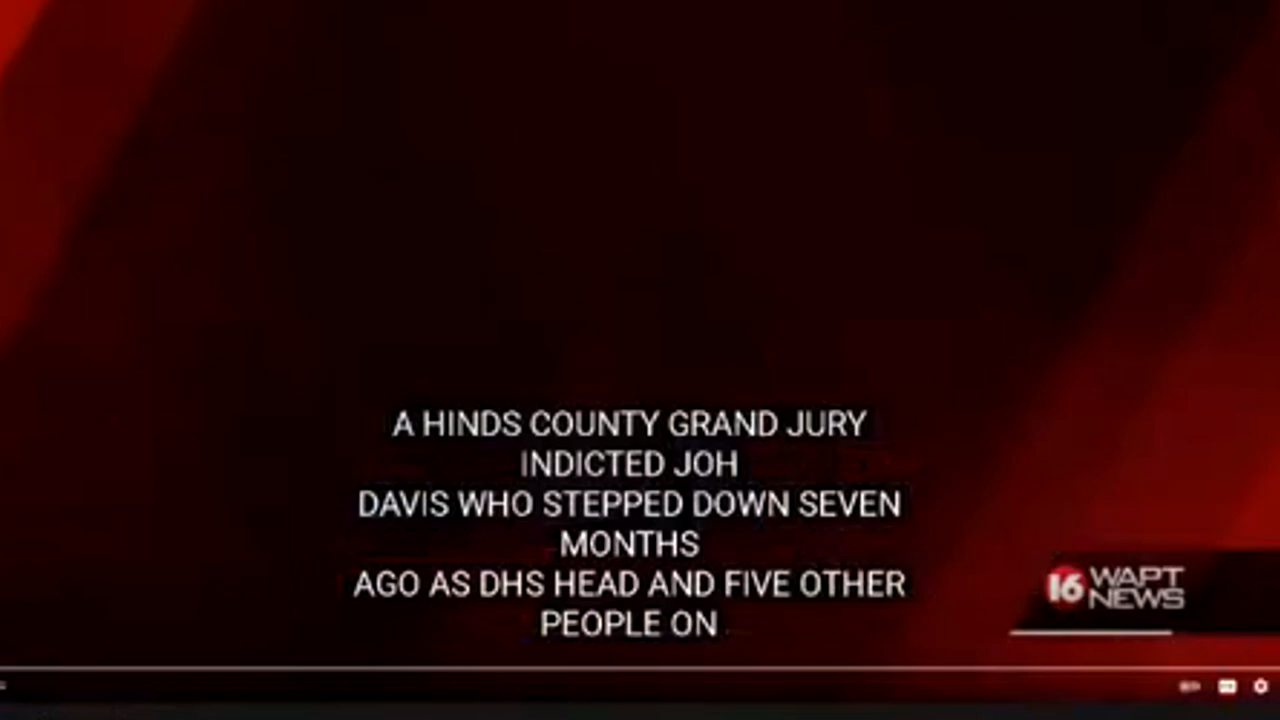 A HINDS COUNTY GRAND JURY
INDICTED JOH
DAVIS WHO STEPPED DOWN SEVEN
MONTHS
AGO AS DHS HEAD AND FIVE OTHER
PEOPLE ON
16 WAPT
NEWS